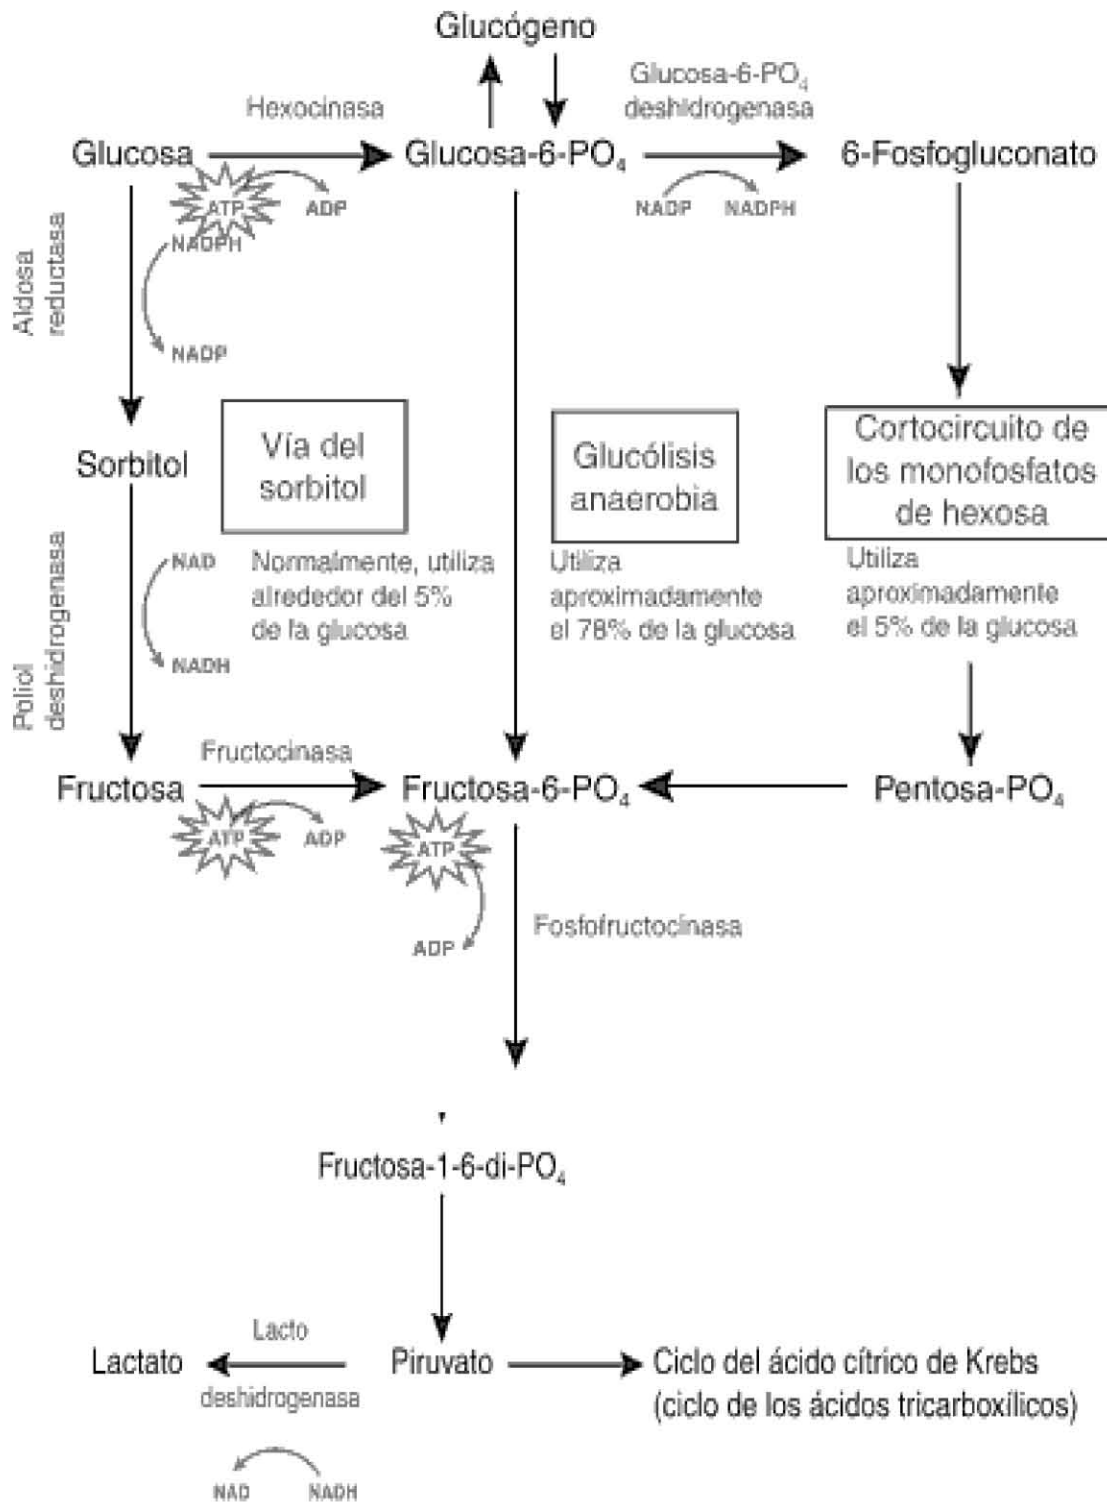 Glucógeno
Glucosa-6-PO₄
deshidrogenasa
Hexocinasa
Glucosa
Glucosa-6-PO₄
6-Fosfogluconato
ATP
ADP
NADP
NADPH
NADPH
Aldosa
reductasa
NADP
Sorbitol
Vía del
sorbitol
Glucólisis
anaerobia
Cortocircuito de
los monofosfatos
de hexosa
Poliol
deshidrogenasa
NAD
NADH
Normalmente, utiliza
alrededor del 5%
de la glucosa
Utiliza
aproximadamente
el 78% de la glucosa
Utiliza
aproximadamente
el 5% de la glucosa
Fructocinasa
Fructosa
Fructosa-6-PO₄
Pentosa-PO₄
ATP
ADP
ATP
ADP
Fosfofructocinasa
Fructosa-1-6-di-PO₄
Lacto
Lactato
Piruvato
Ciclo del ácido cítrico de Krebs
(ciclo de los ácidos tricarboxílicos)
deshidrogenasa
NAD
NADH